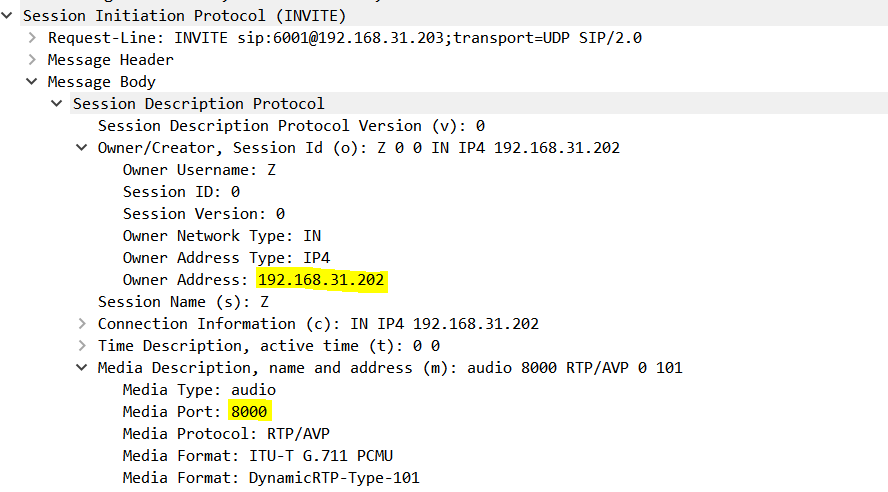 Session Initiation Protocol (INVITE)
Request-Line: INVITE sip:6001@192.168.31.203;transport=UDP SIP/2.0
Message Header
Message Body
Session Description Protocol
Session Description Protocol Version (v): 0
Owner/Creator, Session Id (o): Z 0 0 IN IP4 192.168.31.202
Owner Username: Z
Session ID: 0
Session Version: 0
Owner Network Type: IN
Owner Address Type: IP4
Owner Address: 192.168.31.202
Session Name (s): Z
Connection Information (c): IN IP4 192.168.31.202
Time Description, active time (t): 0 0
Media Description, name and address (m): audio 8000 RTP/AVP 0 101
Media Type: audio
Media Port: 8000
Media Protocol: RTP/AVP
Media Format: ITU-T G.711 PCMU
Media Format: DynamicRTP-Type-101